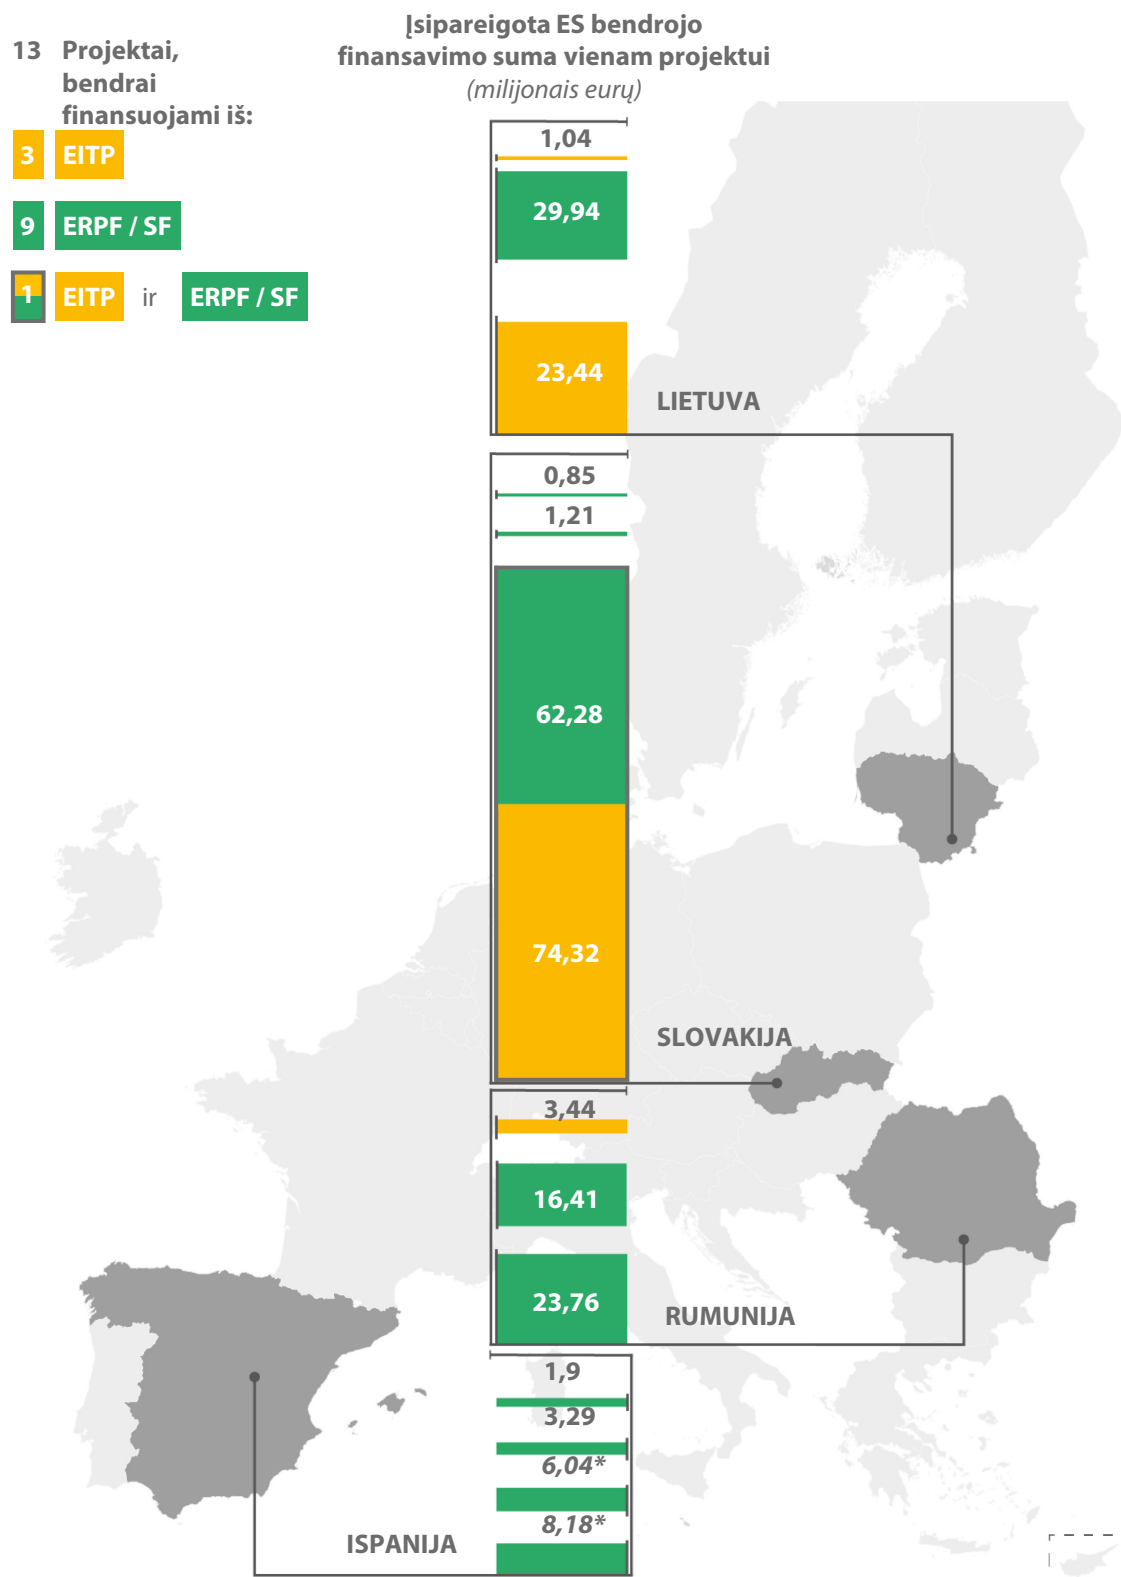 Įsipareigota ES bendrojo
finansavimo suma vienam projektui
(milijonais eurų)
13 Projektai,
bendrai
finansuojami iš:
3 EITP
9 ERPF / SF
1 EITP ir ERPF / SF
1,04
29,94
23,44
LIETUVA
0,85
1,21
62,28
74,32
SLOVAKIJA
3,44
16,41
23,76
RUMUNIJA
1,9
3,29
6,04*
8,18*
ISPANIJA